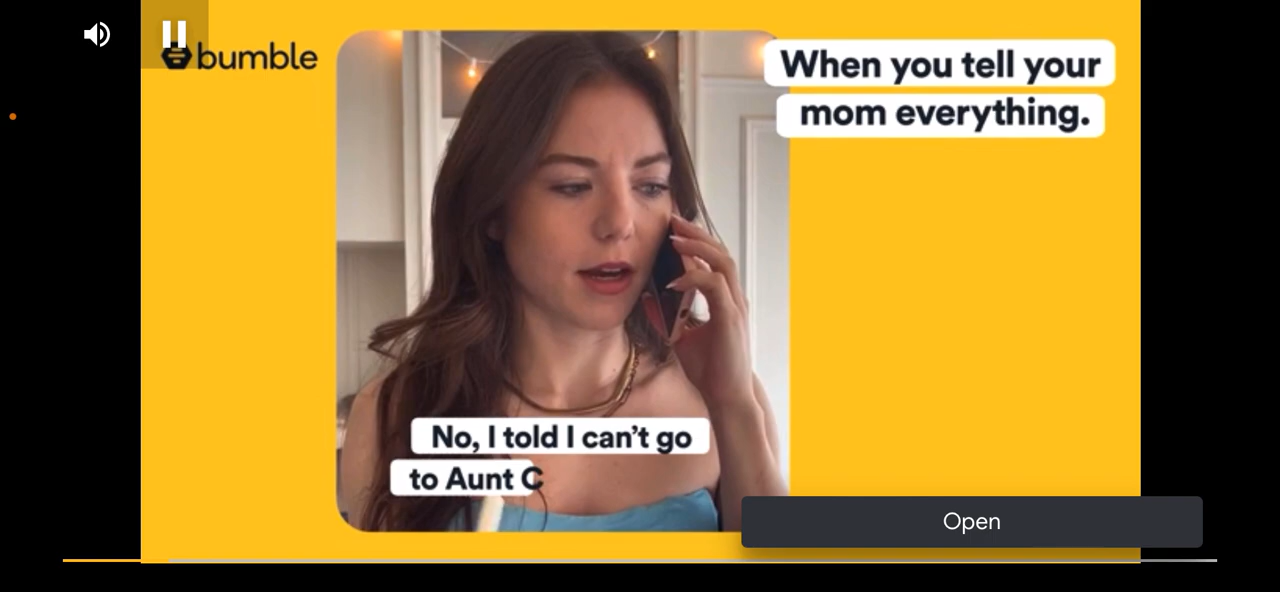 bumble
When you tell your
mom everything.
No, I told I can't go
to Aunt C
Open